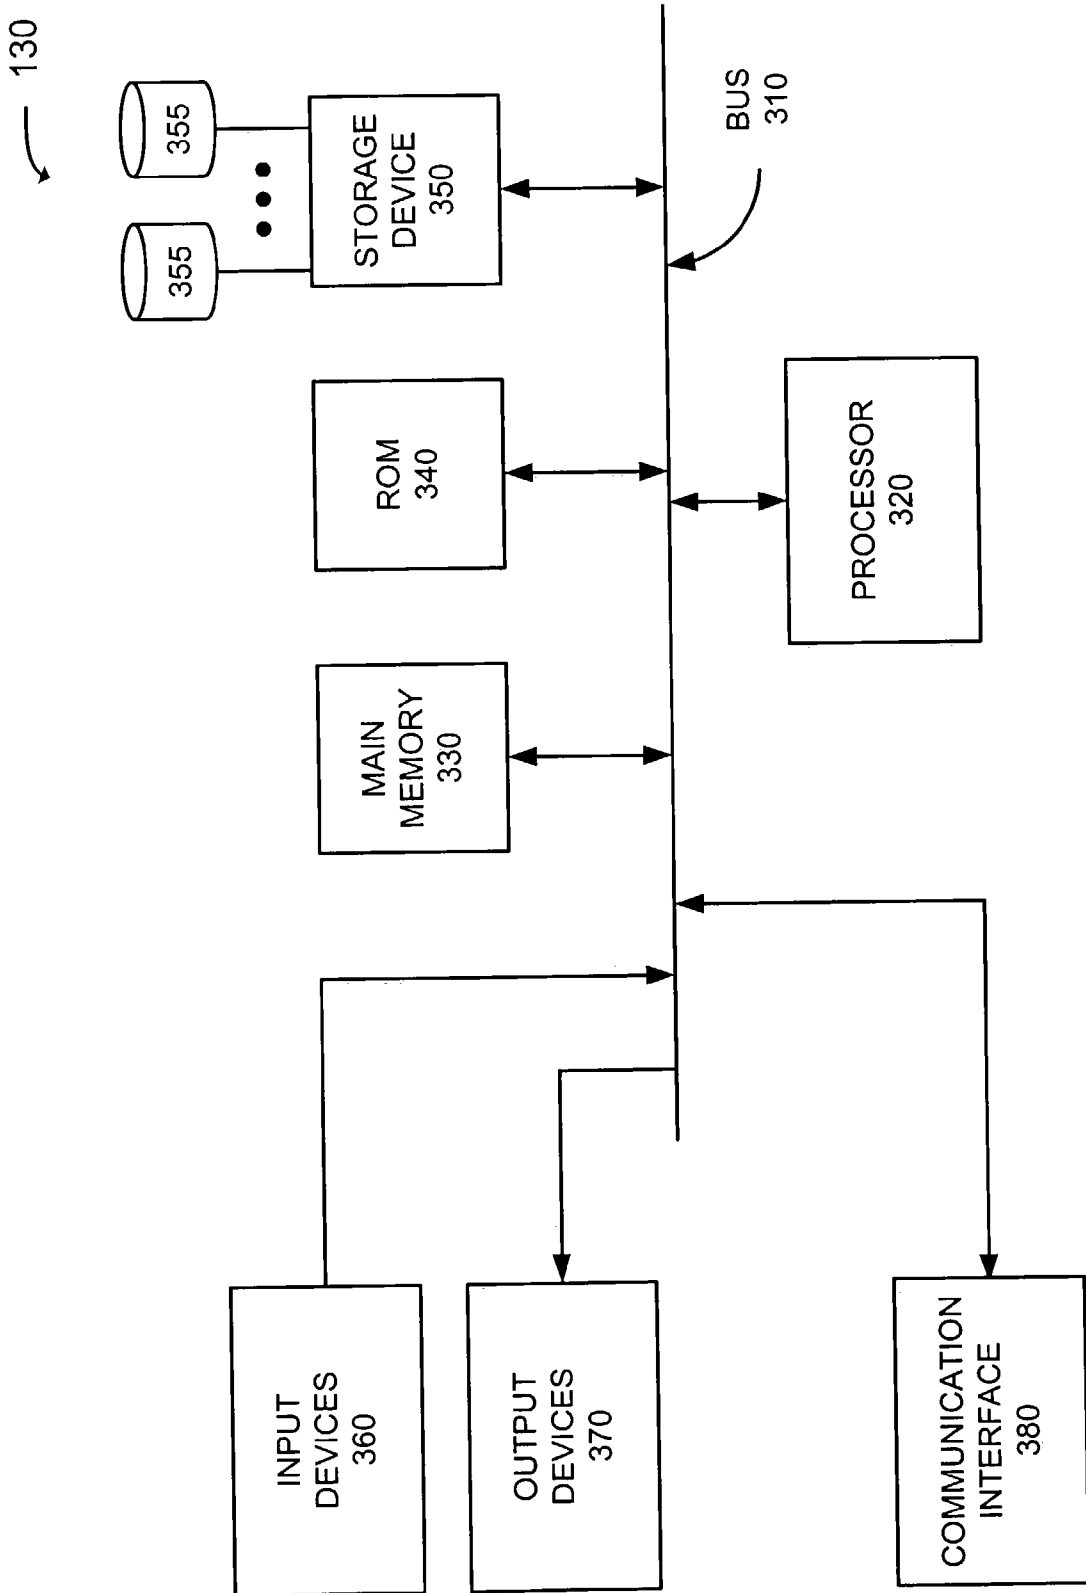 130
355
355
STORAGE
DEVICE
350
BUS
310
ROM
340
PROCESSOR
320
MAIN
MEMORY
330
INPUT
DEVICES
360
OUTPUT
DEVICES
370
COMMUNICATION
INTERFACE
380